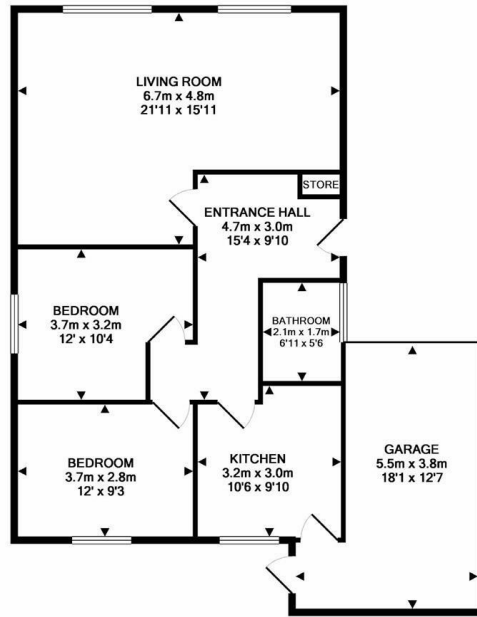 LIVING ROOM
6.7m x 4.8m
21'11 x 15'11
STORE
ENTRANCE HALL
4.7m x 3.0m
15'4 x 9'10
BEDROOM
3.7m x 3.2m
12' x 10'4
BATHROOM
2.1m x 1.7m
6'11 x 5'6
BEDROOM
3.7m x 2.8m
12' x 9'3
KITCHEN
3.2m x 3.0m
10'6 x 9'10
GARAGE
5.5m x 3.8m
18'1 x 12'7